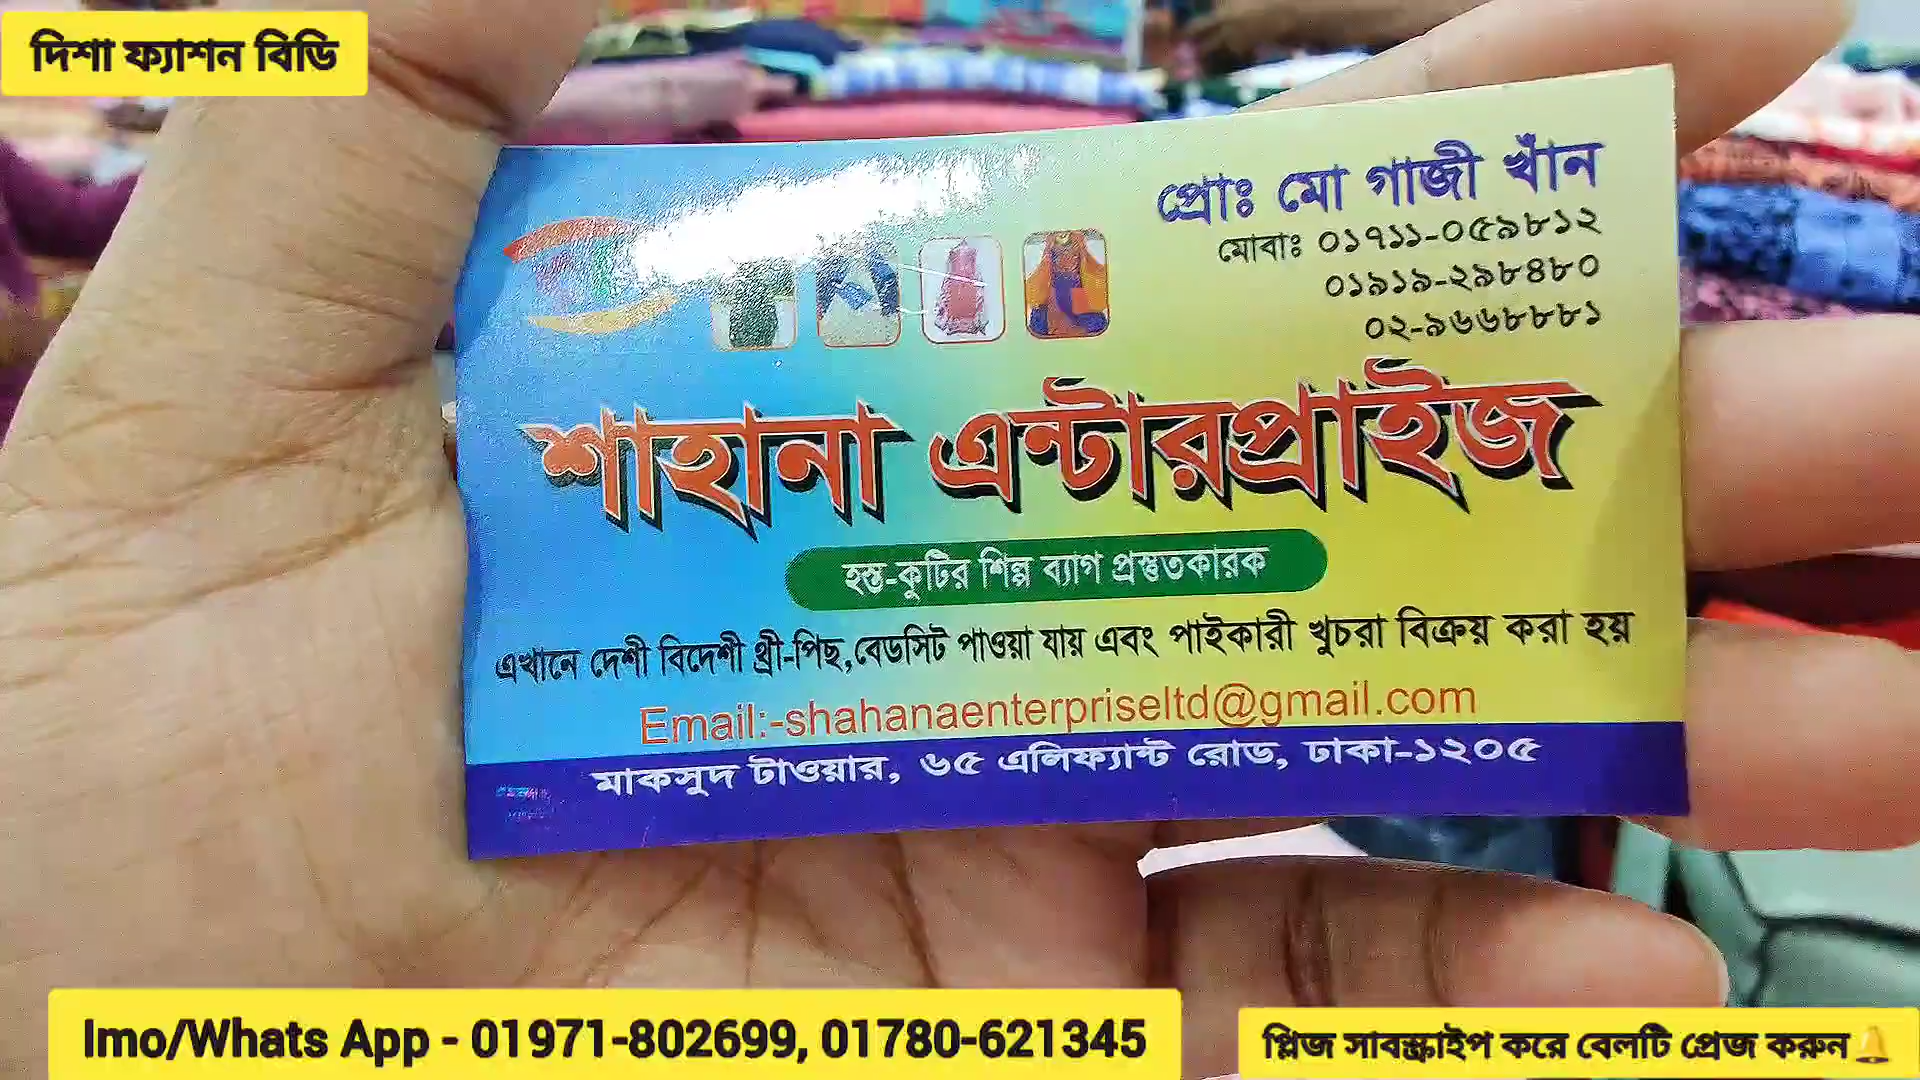 দিশা ফ্যাশন বিডি
প্রোঃ মো গাজী খাঁন
মোবাঃ ০১৭১১-০৫৯৮১২
০১৯১৯-২৯৮৪৮০
০২-৯৬৬৮৮৮১
শাহানা এন্টারপ্রাইজ
হস্ত-কুটির শিল্প ব্যাগ প্রস্তুতকারক
এখানে দেশী বিদেশী থ্রী-পিছ,বেডসিট পাওয়া যায় এবং পাইকারী খুচরা বিক্রয় করা হয়
Email:-shahanaenterpriseltd@gmail.com
মাকসুদ টাওয়ার, ৬৫ এলিফ্যান্ট রোড, ঢাকা-১২০৫
Imo/Whats App - 01971-802699, 01780-621345
প্লিজ সাবস্ক্রাইপ করে বেলটি প্রেজ করুন🔔